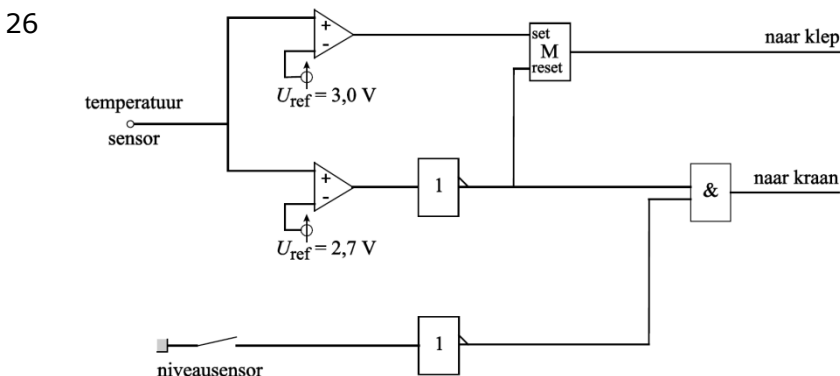 26
temperatuur
sensor
+
-
U_ref = 3,0 V
set
M
reset
naar klep
+
-
U_ref = 2,7 V
1
&
naar kraan
niveausensor
1